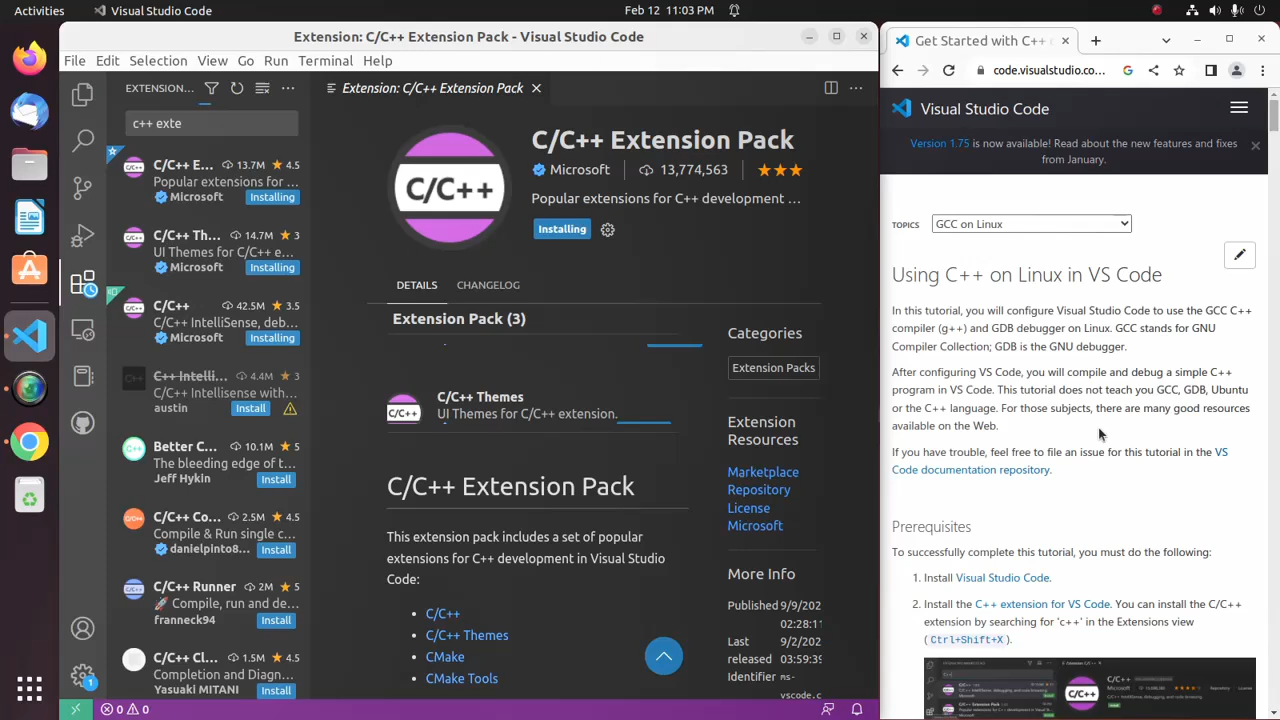 Activities
Visual Studio Code
Feb 12 11:03 PM
Extension: C/C++ Extension Pack - Visual Studio Code
File Edit Selection View Go Run Terminal Help
EXTENSI...
c++ exte
C/C++ E... 13.7M 4.5
Popular extension for ...
Microsoft Installing
C/C++ Th... 14.7M
UI Themes for C/C++ e...
Microsoft Installing
C/C++ 42.5M 3.5
C/C++ IntelliSense, de...
Microsoft Installing
C++ Intelli... 4.4M 3
C/C++ Intellisense wit...
austin Install
Better C... 10.1M 5
The bleeding edge of t...
Jeff Hykin Install
C/C++ Co... 2.5M 4.5
Compile & Run single c...
danielpinto8... Install
C/C++ Runner 5
🚀 Compile, run and de...
franneck94 Install
C/C++ Cl... 1.5M 4.5
MITANI Install
0 0
Extension: C/C++ Extension Pack
C/C++
C/C++ Extension Pack
Microsoft 13,774,563
Popular extensions for C++ development ...
Installing
DETAILS CHANGELOG
Extension Pack (3)
C/C++ Themes
UI Themes for C/C++ extension.
C/C++ Extension Pack
This extension pack includes a set of popular
extensions for C++ development in Visual Studio
Code:
• C/C++
• C/C++ Themes
• CMake
• CMake Tools
Categories
Extension Packs
Extension
Resources
Marketplace
Repository
License
Microsoft
More Info
Published 9/9/202
02:28:11
Last 9/2/202
released 03:59:39
ms-
vscode.c
Get Started with C++ o
code.visualstudio.co...
Visual Studio Code
Version 1.75 is now available! Read about the new features and fixes
from January.
TOPICS GCC on Linux
Using C++ on Linux in VS Code
In this tutorial, you will configure Visual Studio Code to use the GCC C++
compiler (g++) and GDB debugger on Linux. GCC stands for GNU
Compiler Collection; GDB is the GNU debugger.
After configuring VS Code, you will compile and debug a simple C++
program in VS Code. This tutorial does not teach you GCC, GDB, Ubuntu
or the C++ language. For those subjects, there are many good resources
available on the Web.
If you have trouble, feel free to file an issue for this tutorial in the VS
Code documentation repository.
Prerequisites
To successfully complete this tutorial, you must do the following:
1. Install Visual Studio Code.
2. Install the C++ extension for VS Code. You can install the C/C++
extension by searching for 'c++' in the Extensions view
(Ctrl+Shift+X).